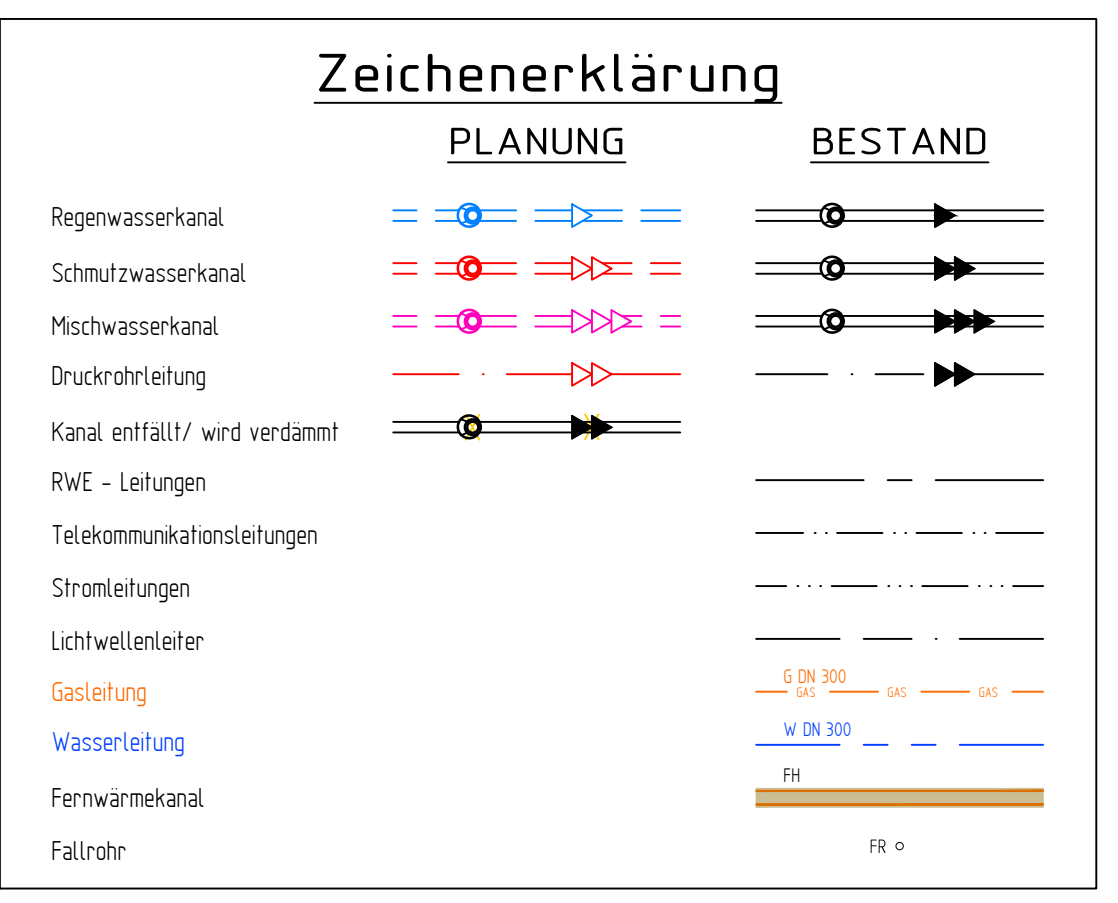 Zeichenerklärung
PLANUNG BESTAND
Regenwasserkanal
Schmutzwasserkanal
Mischwasserkanal
Druckrohrleitung
Kanal entfällt/ wird verdämmt
RWE - Leitungen
Telekommunikationsleitungen
Stromleitungen
Lichtwellenleiter
G DN 300
Gasleitung GAS GAS GAS
W DN 300
Wasserleitung
FH
Fernwärmekanal
Fallrohr FR